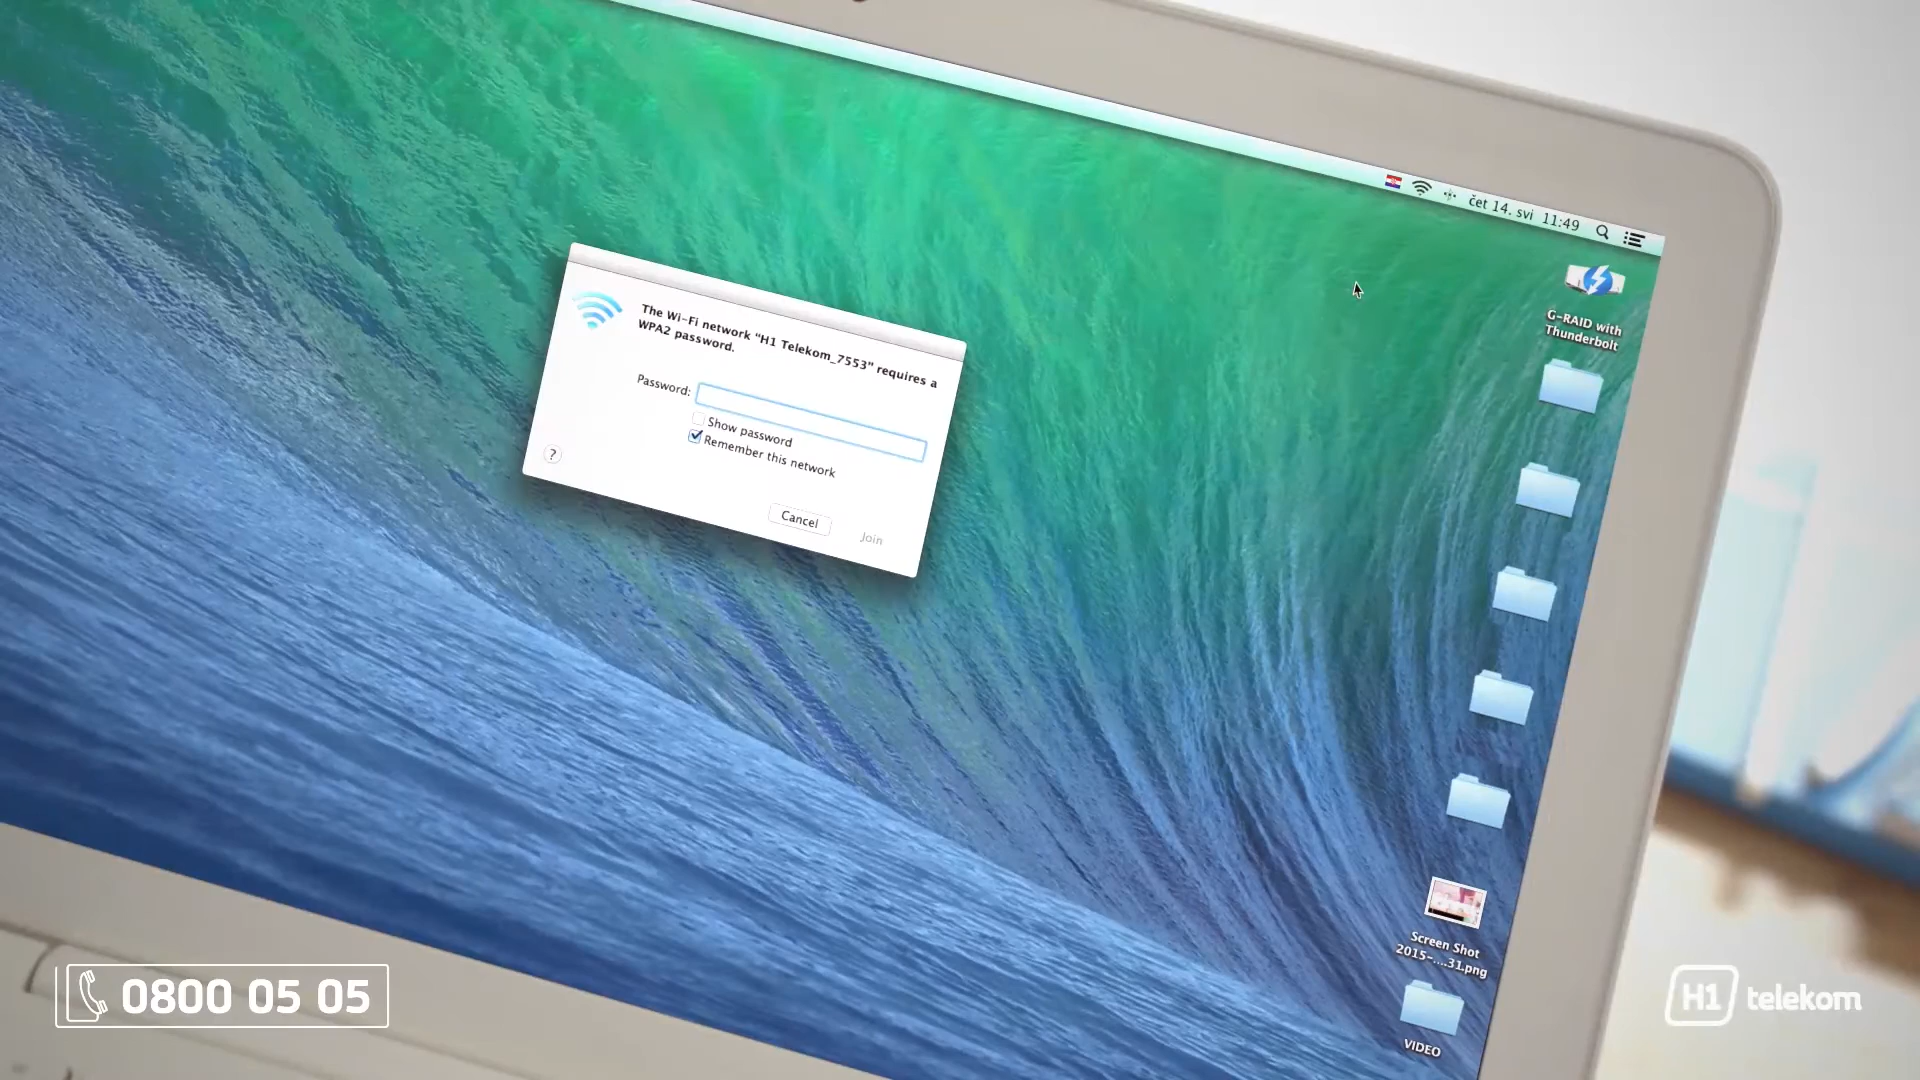 čet 14. svi 11:49
G-RAID with
Thunderbolt
The Wi-Fi network "H1 Telekom_7553" requires a
WPA2 password.
Password:
Show password
Remember this network
?
Cancel
Join
Screen Shot
2015-....31.png
VIDEO
0800 05 05
H1 telekom